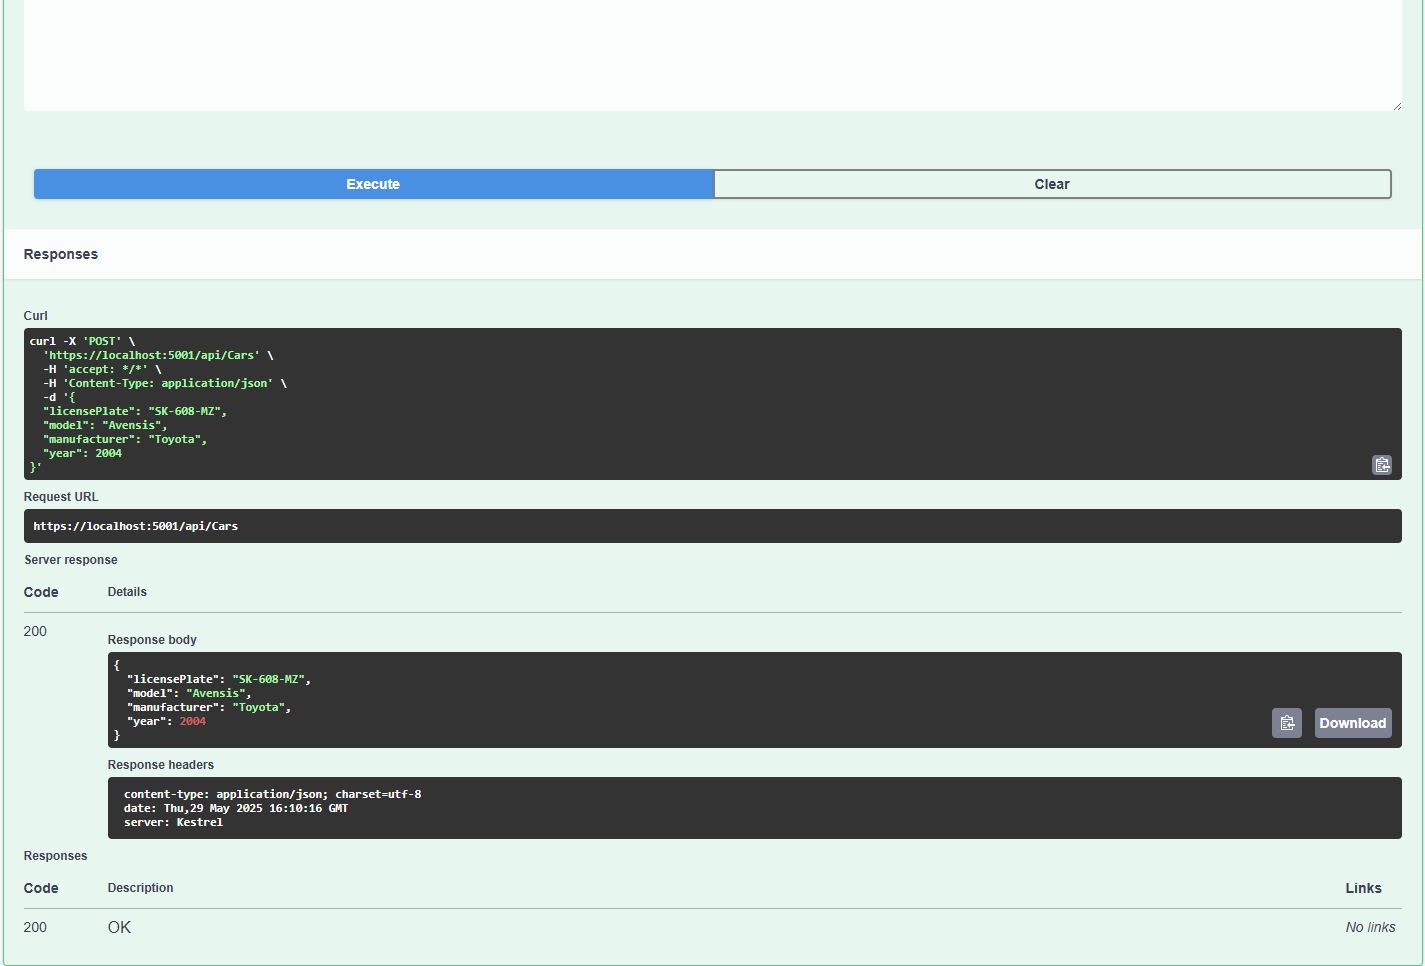 Execute
Clear
Responses
Curl
curl -X 'POST' \
  'https://localhost:5001/api/Cars' \
  -H 'accept: */*' \
  -H 'Content-Type: application/json' \
  -d '{
  "licensePlate": "SK-608-MZ",
  "model": "Avensis",
  "manufacturer": "Toyota",
  "year": 2004
}'
Request URL
https://localhost:5001/api/Cars
Server response
Code Details
200
Response body
{
  "licensePlate": "SK-608-MZ",
  "model": "Avensis",
  "manufacturer": "Toyota",
  "year": 2004
}
Download
Response headers
content-type: application/json; charset=utf-8
date: Thu,29 May 2025 16:10:16 GMT
server: Kestrel
Responses
Code Description Links
200 OK No links